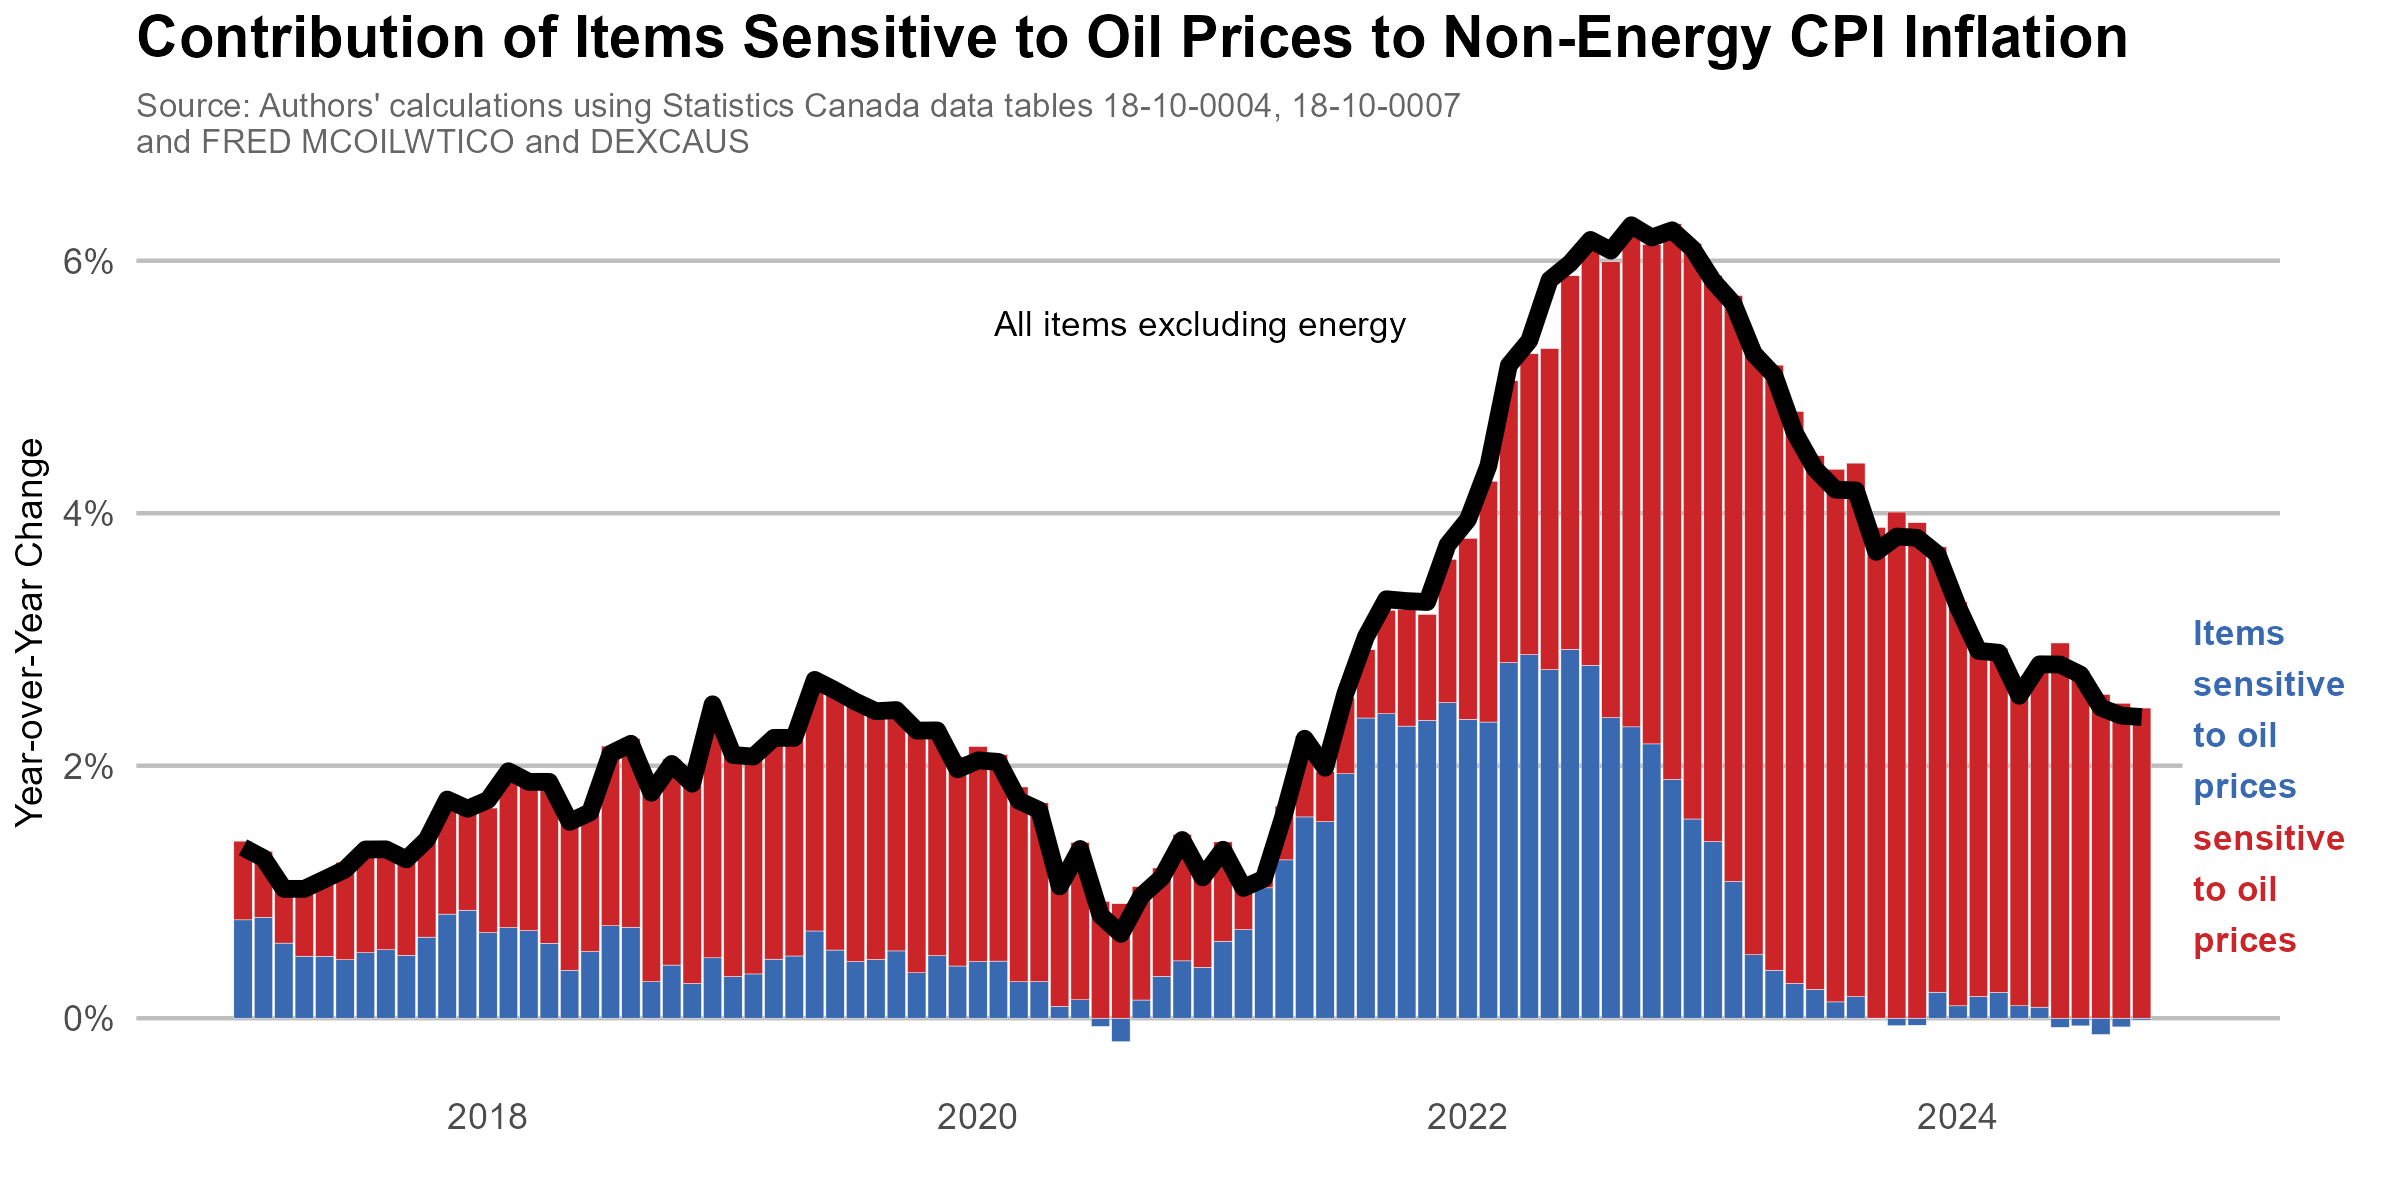 Contribution of Items Sensitive to Oil Prices to Non-Energy CPI Inflation
Source: Authors' calculations using Statistics Canada data tables 18-10-0004, 18-10-0007
and FRED MCOILWTICO and DEXCAUS
Year-over-Year Change
6%
4%
2%
0%
All items excluding energy
Items
sensitive
to oil
prices
sensitive
to oil
prices
2018
2020
2022
2024